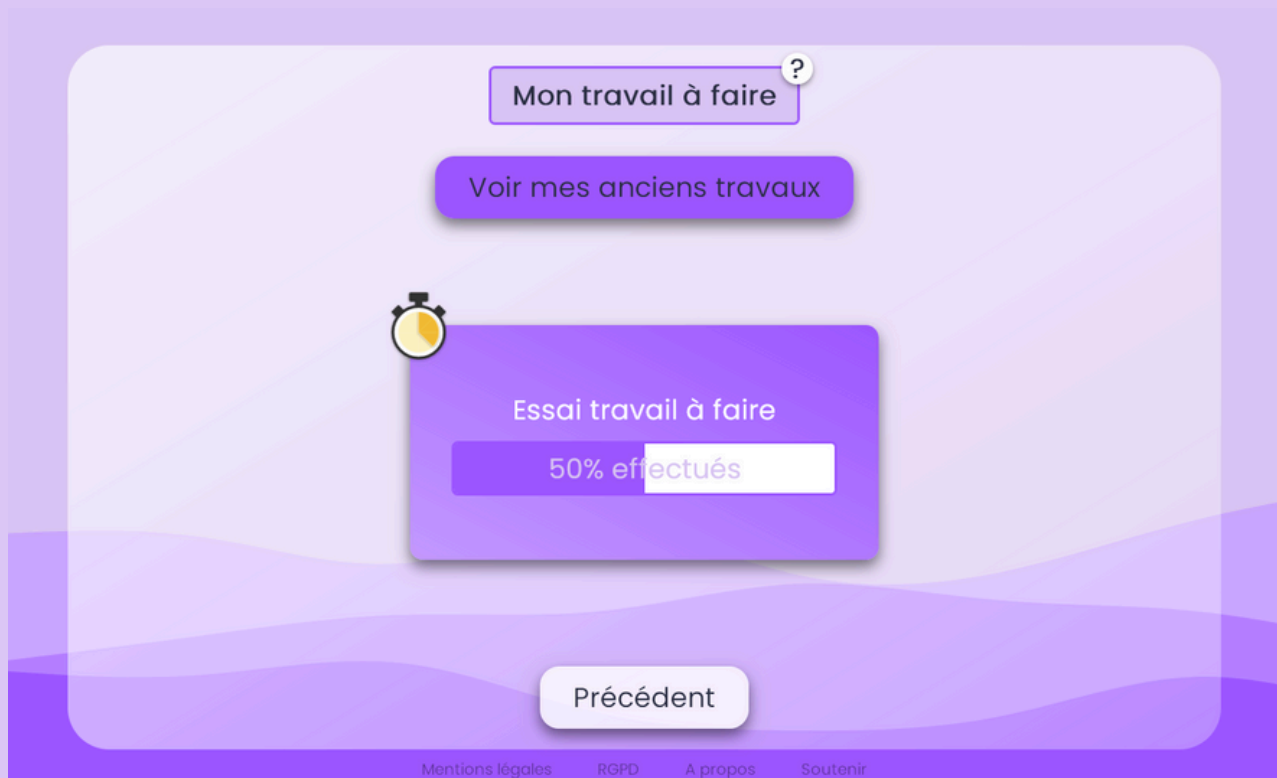 Mon travail à faire
?
Voir mes anciens travaux
Essai travail à faire
50% effectués
Précédent
Mentions légales RGPD A propos Soutenir